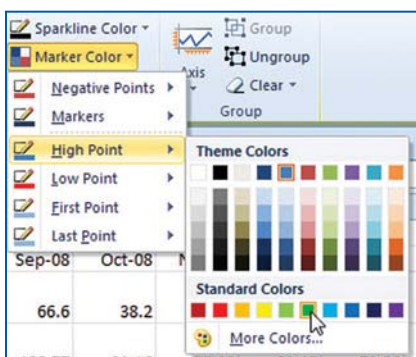 Sparkline Color
Marker Color
Axis
Group
Ungroup
Clear
Group
Negative Points
Markers
High Point
Low Point
First Point
Last Point
Theme Colors
Standard Colors
More Colors...
Sep-08 Oct-08
66.6 38.2